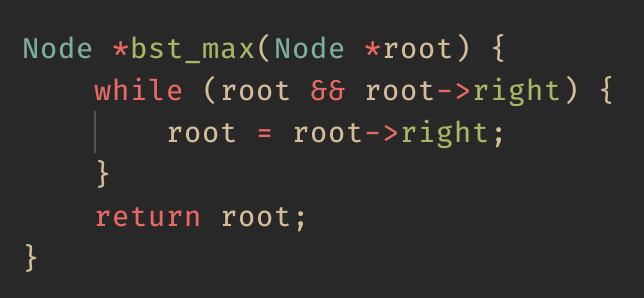 Node *bst_max(Node *root) {
    while (root && root->right) {
        root = root->right;
    }
    return root;
}